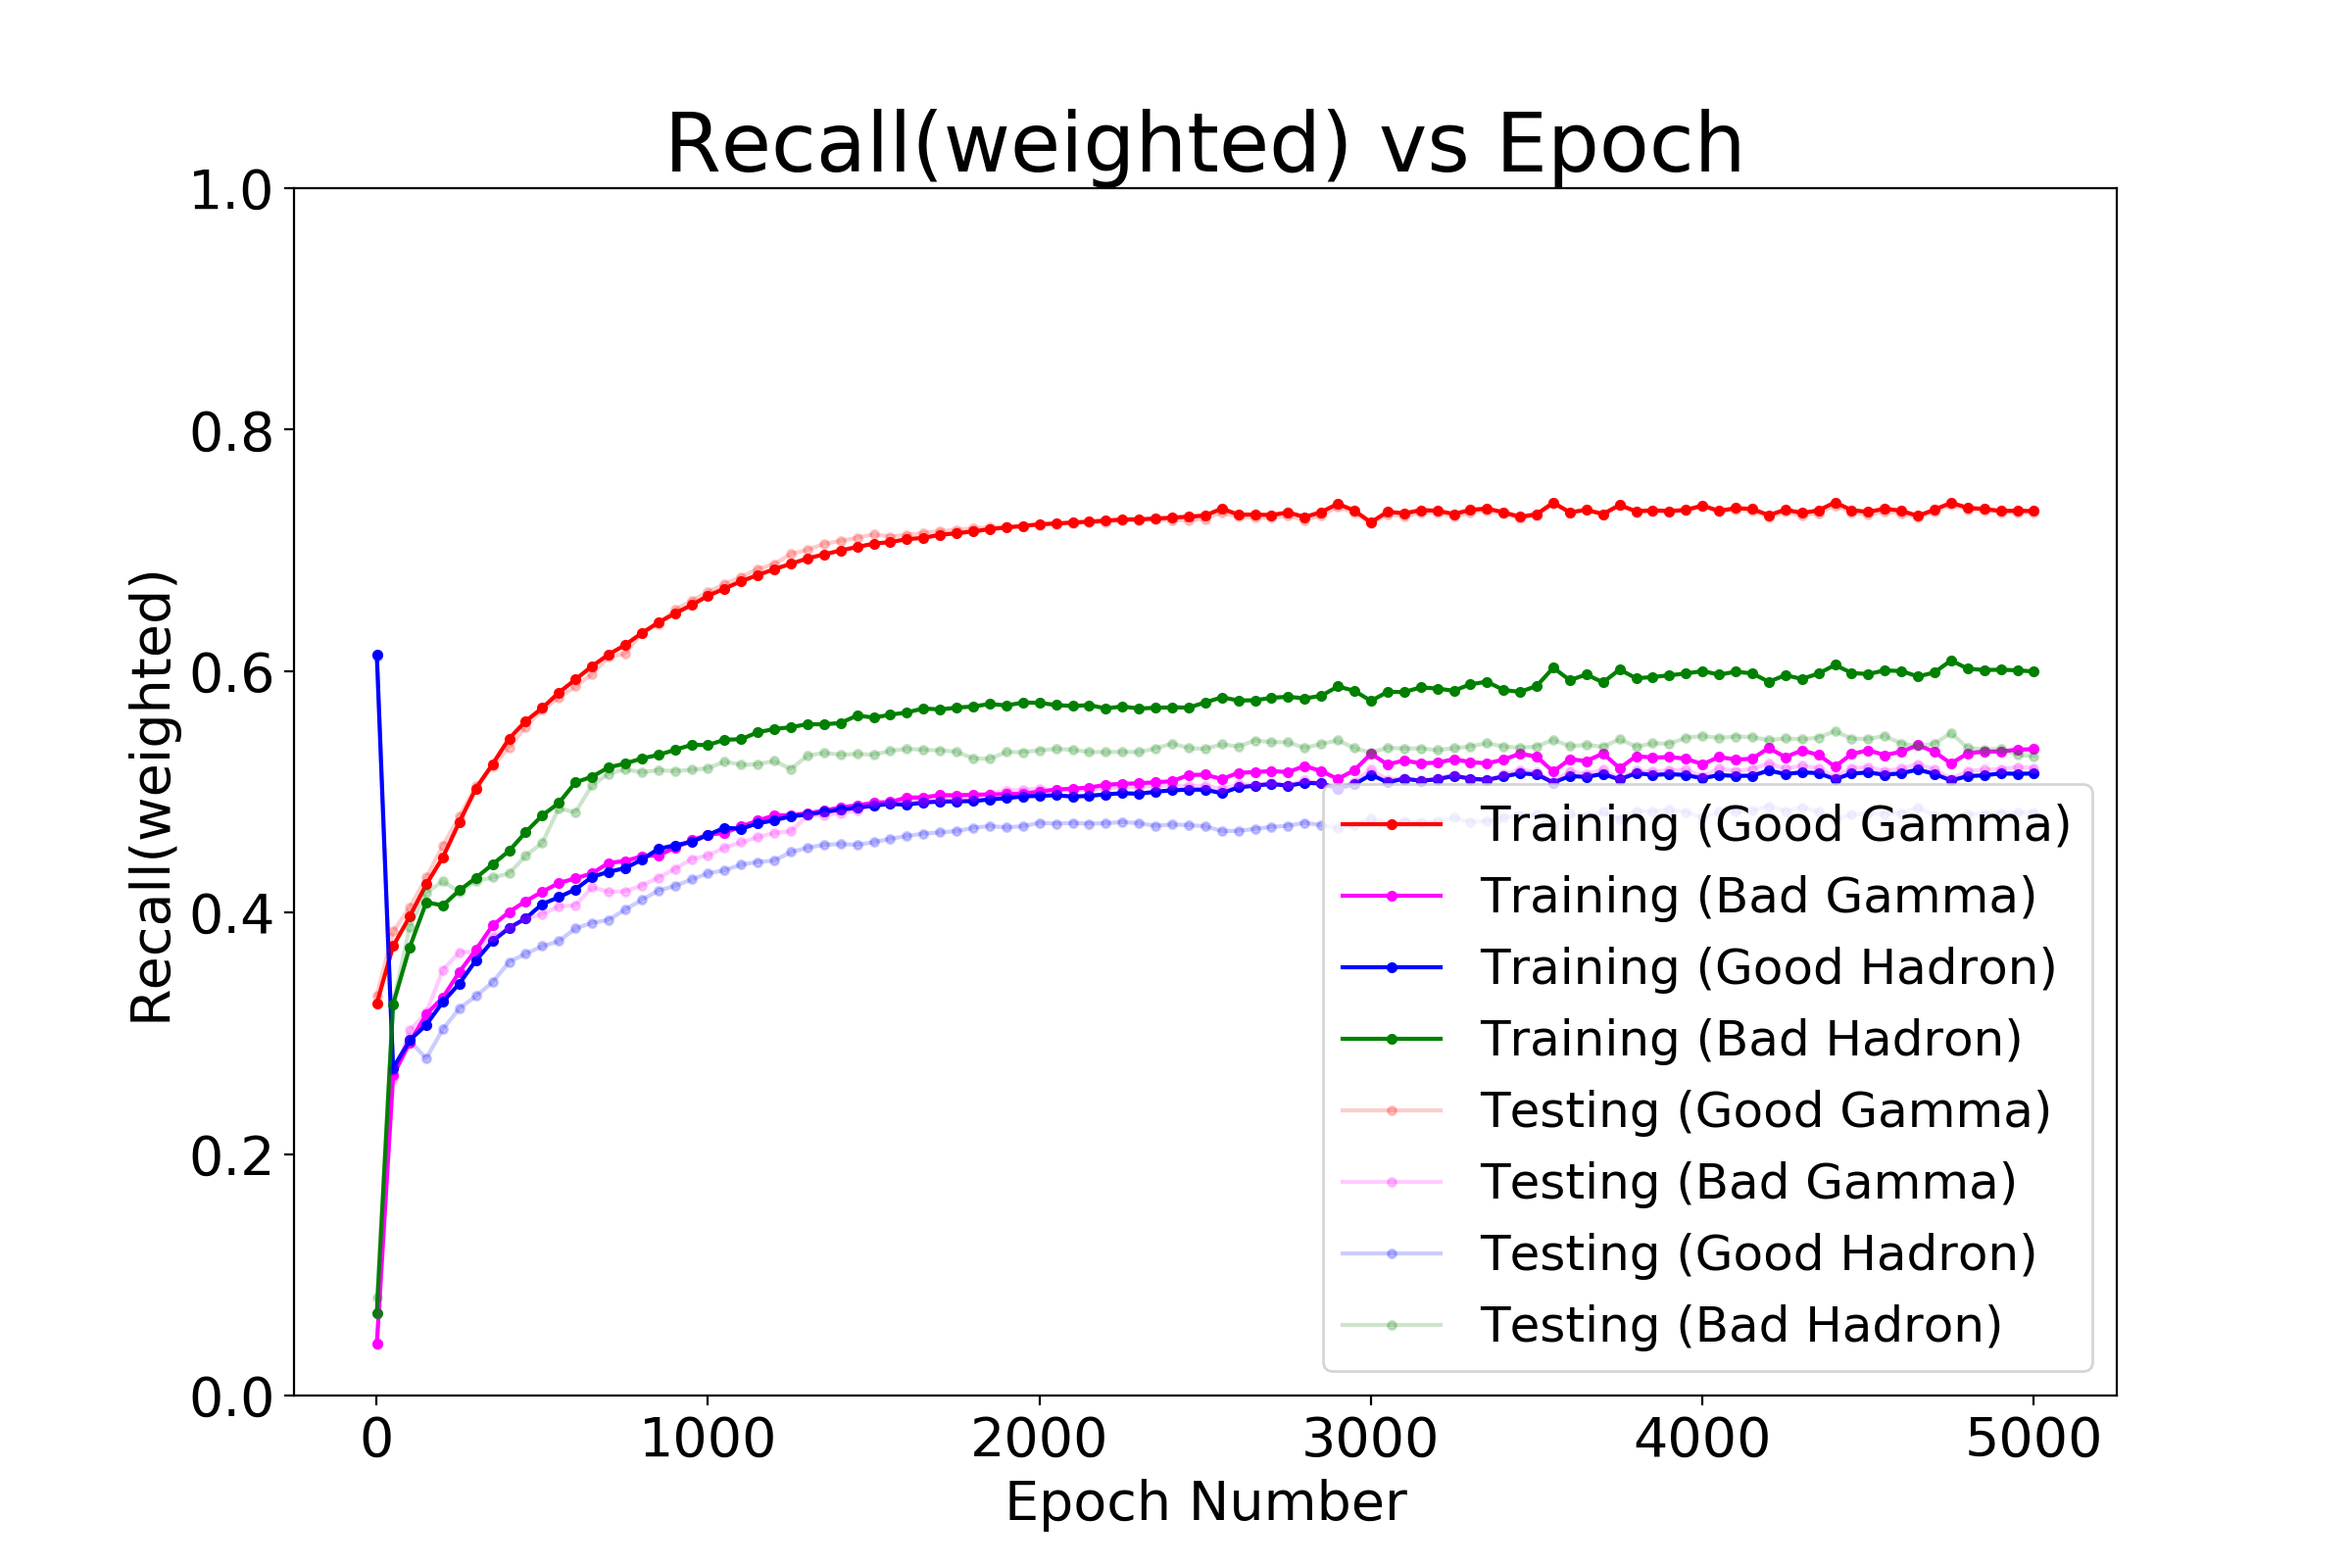 Recall(weighted) vs Epoch
1.0
0.8
0.6
0.4
0.2
0.0
Recall(weighted)
0 1000 2000 3000 4000 5000
Epoch Number
Training (Good Gamma)
Training (Bad Gamma)
Training (Good Hadron)
Training (Bad Hadron)
Testing (Good Gamma)
Testing (Bad Gamma)
Testing (Good Hadron)
Testing (Bad Hadron)